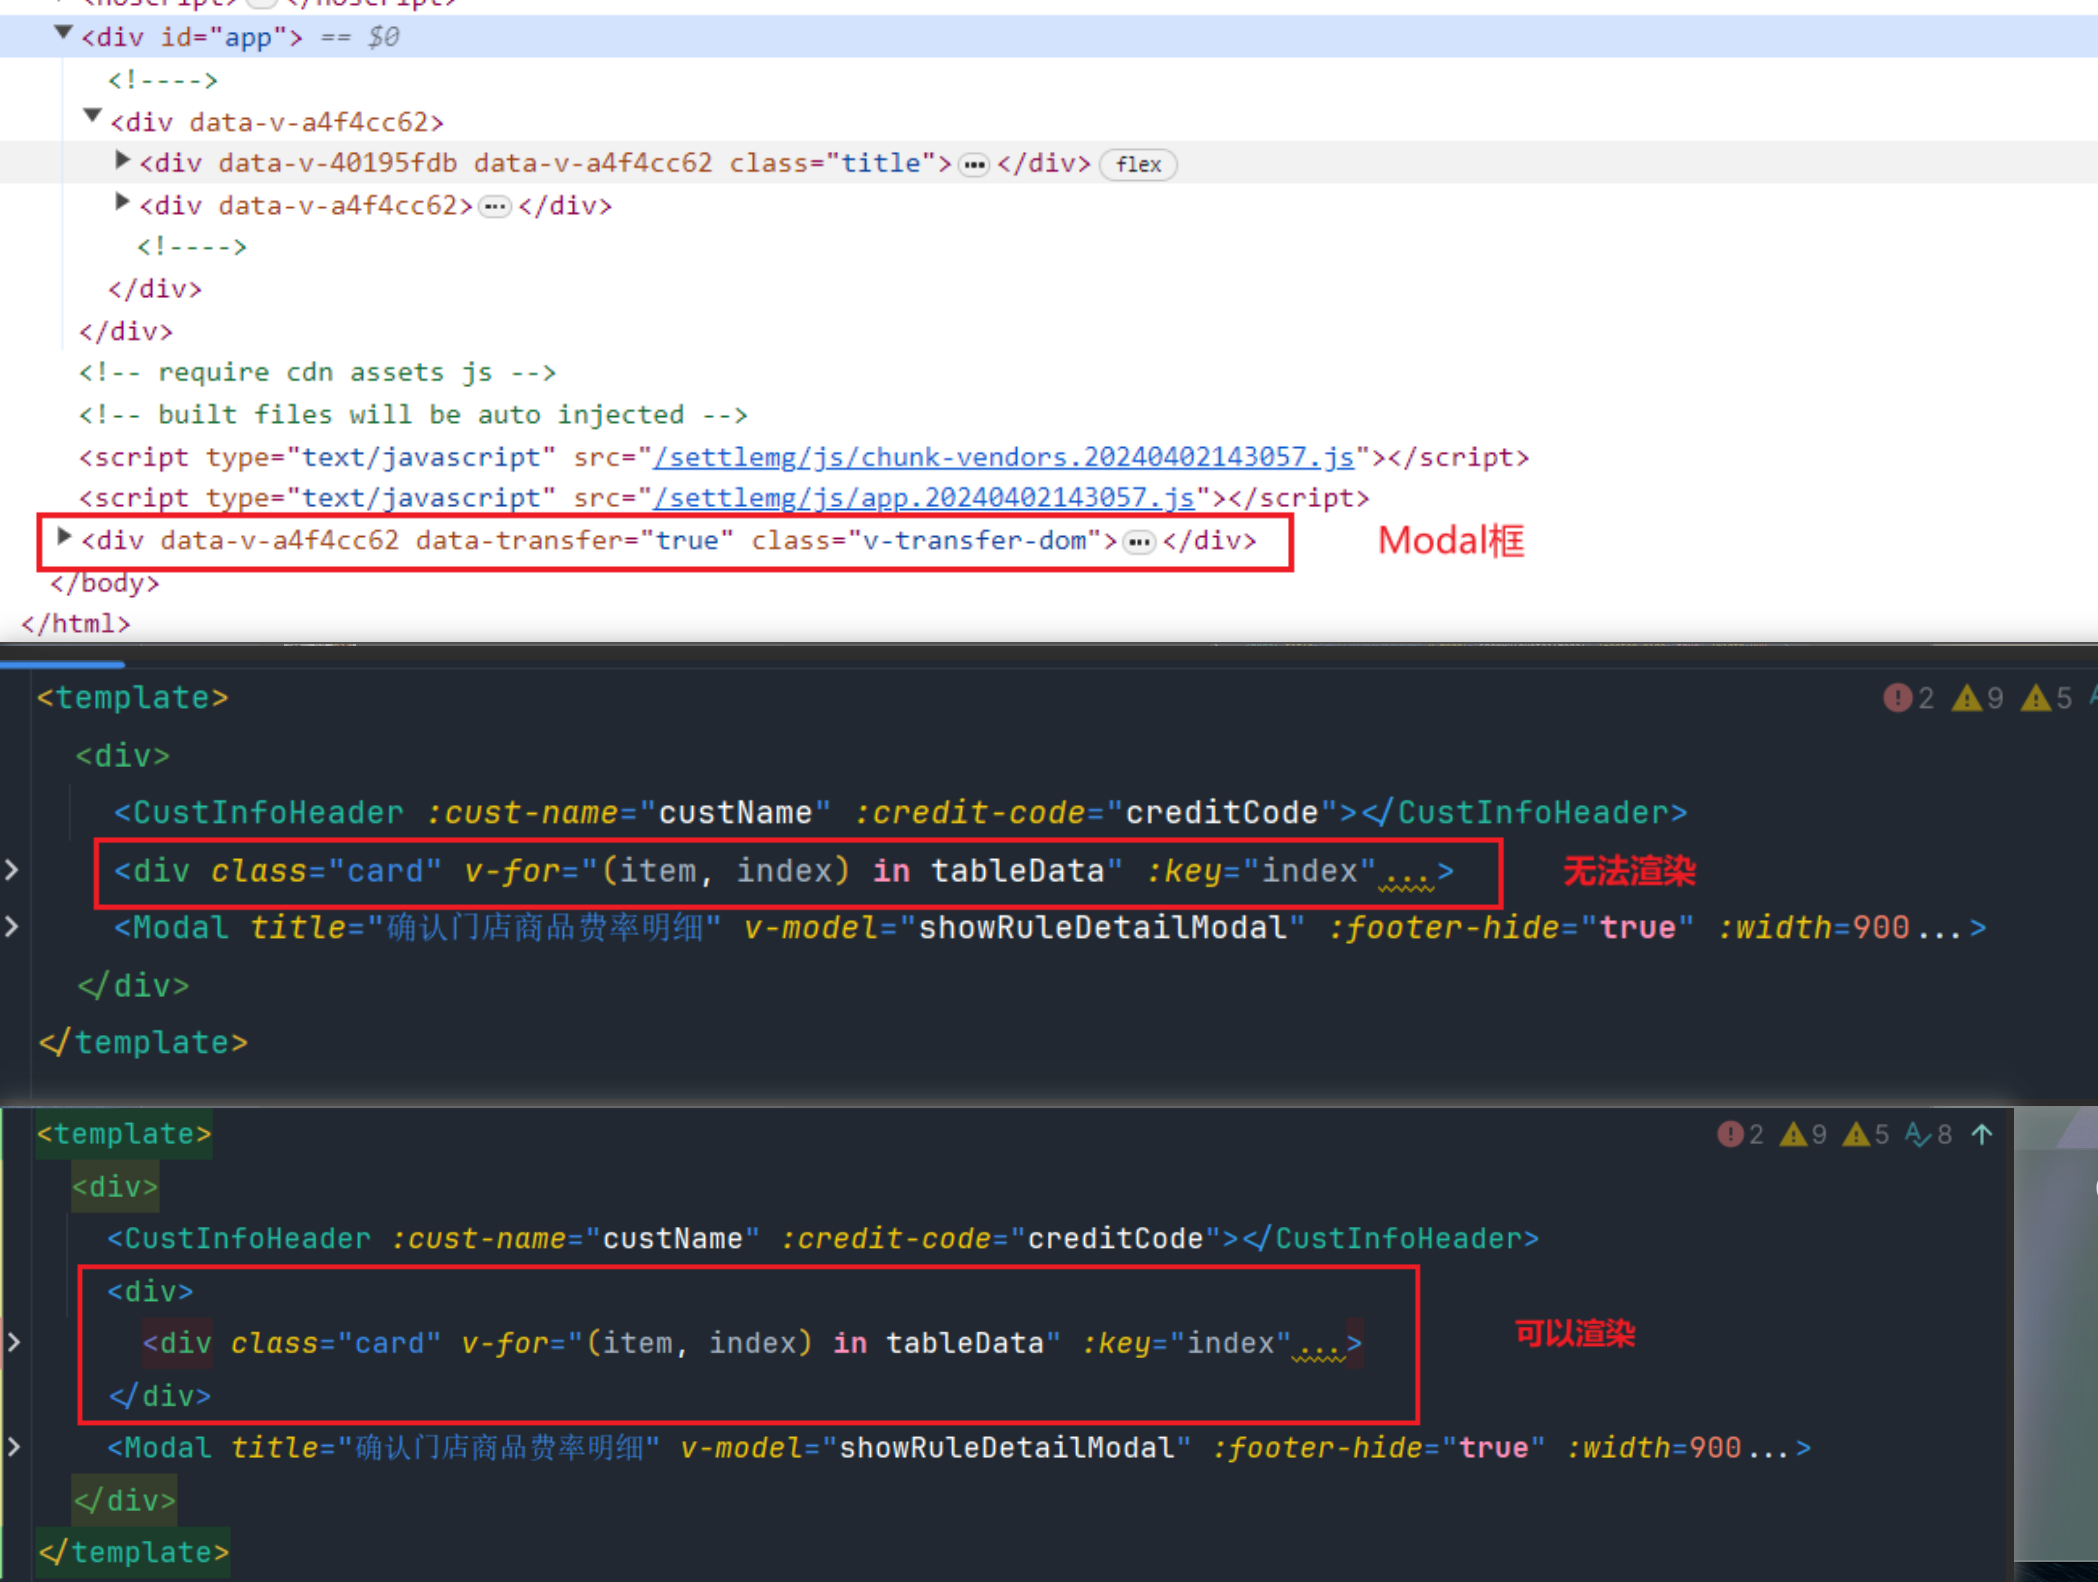 <noscript>…</noscript>
<div id="app"> == $0
<!---->
<div data-v-a4f4cc62>
<div data-v-40195fdb data-v-a4f4cc62 class="title">…</div> flex
<div data-v-a4f4cc62>…</div>
<!---->
</div>
</div>
<!-- require cdn assets js -->
<!-- built files will be auto injected -->
<script type="text/javascript" src="/settlemg/js/chunk-vendors.20240402143057.js"></script>
<script type="text/javascript" src="/settlemg/js/app.20240402143057.js"></script>
<div data-v-a4f4cc62 data-transfer="true" class="v-transfer-dom">…</div> Modal框
</body>
</html>
<template> 2 9 5
<div>
<CustInfoHeader :cust-name="custName" :credit-code="creditCode"></CustInfoHeader>
<div class="card" v-for="(item, index) in tableData" :key="index"...> 无法渲染
<Modal title="确认门店商品费率明细" v-model="showRuleDetailModal" :footer-hide="true" :width=900...>
</div>
</template>
<template> 2 9 5 8
<div>
<CustInfoHeader :cust-name="custName" :credit-code="creditCode"></CustInfoHeader>
<div>
<div class="card" v-for="(item, index) in tableData" :key="index"...> 可以渲染
</div>
<Modal title="确认门店商品费率明细" v-model="showRuleDetailModal" :footer-hide="true" :width=900...>
</div>
</template>